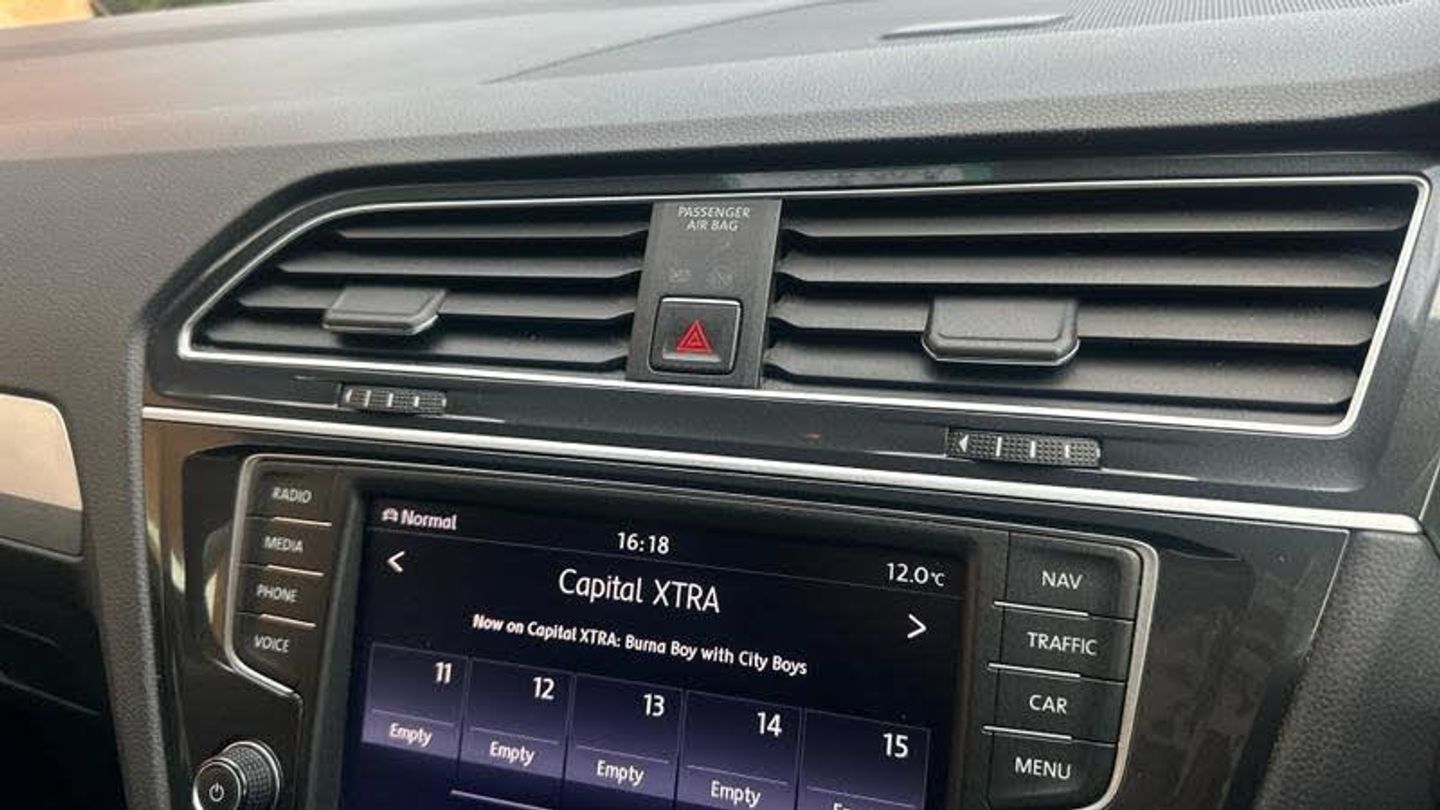 PASSENGER
AIR BAG
RADIO
MEDIA
PHONE
VOICE
Normal
16:18
12.0°C
< Capital XTRA >
Now on Capital XTRA: Burna Boy with City Boys
11 12 13 14 15
Empty Empty Empty Empty
NAV
TRAFFIC
CAR
MENU